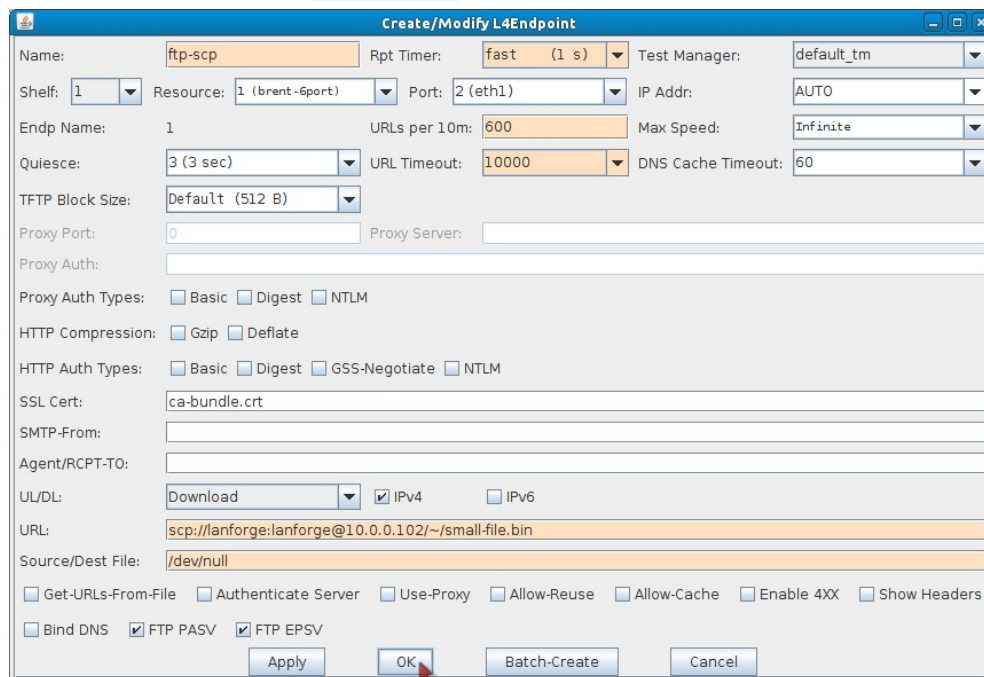 Create/Modify L4Endpoint
Name: ftp-scp Rpt Timer: fast (1 s) Test Manager: default_tm
Shelf: 1 Resource: 1 (brent-6port) Port: 2 (eth1) IP Addr: AUTO
Endp Name: 1 URLs per 10m: 600 Max Speed: Infinite
Quiesce: 3 (3 sec) URL Timeout: 10000 DNS Cache Timeout: 60
TFTP Block Size: Default (512 B)
Proxy Port: 0 Proxy Server:
Proxy Auth:
Proxy Auth Types: Basic Digest NTLM
HTTP Compression: Gzip Deflate
HTTP Auth Types: Basic Digest GSS-Negotiate NTLM
SSL Cert: ca-bundle.crt
SMTP-From:
Agent/RCPT-TO:
UL/DL: Download IPv4 IPv6
URL: scp://lanforge:lanforge@10.0.0.102/~/small-file.bin
Source/Dest File: /dev/null
Get-URLs-From-File Authenticate Server Use-Proxy Allow-Reuse Allow-Cache Enable 4XX Show Headers
Bind DNS FTP PASV FTP EPSV
Apply OK Batch-Create Cancel